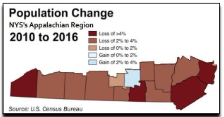 Population Change
NYS's Appalachian Region
2010 to 2016
Loss of >4%
Loss of 2% to 4%
Loss of 0% to 2%
Gain of 0% to 2%
Gain of 2% to 4%
Source: U.S. Census Bureau